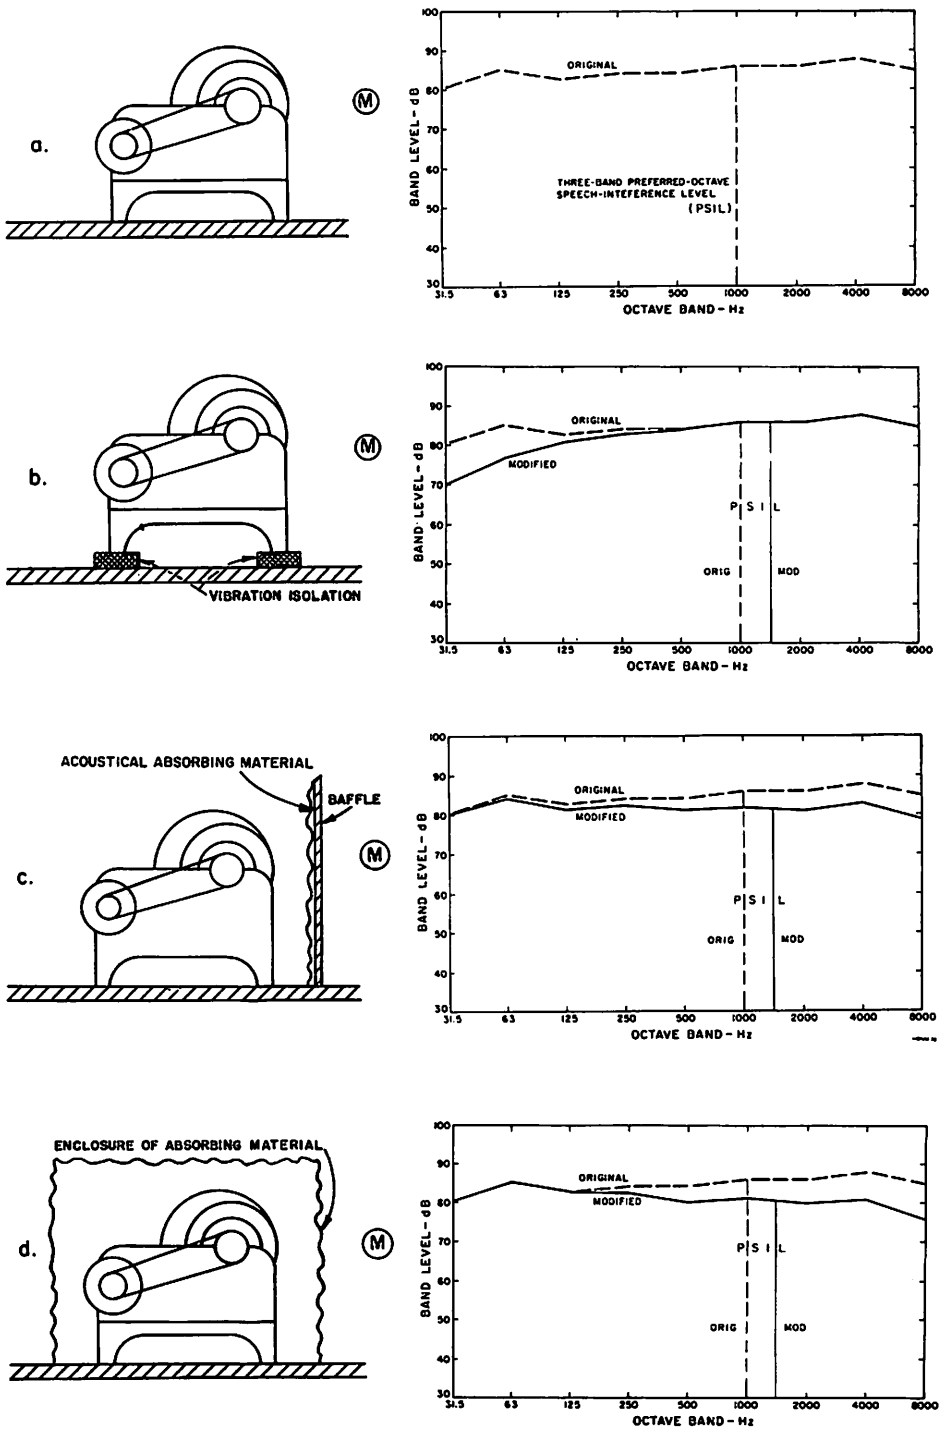 a.
M
100
90
80
70
60
50
40
30
BAND LEVEL - dB
ORIGINAL
THREE-BAND PREFERRED-OCTAVE
SPEECH-INTEFERENCE LEVEL
(PSIL)
31.5 63 125 250 500 1000 2000 4000 8000
OCTAVE BAND - Hz
b.
M
VIBRATION ISOLATION
100
90
80
70
60
50
40
30
BAND LEVEL - dB
ORIGINAL
MODIFIED
P S I L
ORIG MOD
31.5 63 125 250 500 1000 2000 4000 8000
OCTAVE BAND - Hz
ACOUSTICAL ABSORBING MATERIAL
BAFFLE
c.
M
100
90
80
70
60
50
40
30
BAND LEVEL - dB
ORIGINAL
MODIFIED
P S I L
ORIG MOD
31.5 63 125 250 500 1000 2000 4000 8000
OCTAVE BAND - Hz
ENCLOSURE OF ABSORBING MATERIAL
d.
M
100
90
80
70
60
50
40
30
BAND LEVEL - dB
ORIGINAL
MODIFIED
P S I L
ORIG MOD
31.5 63 125 250 500 1000 2000 4000 8000
OCTAVE BAND - Hz